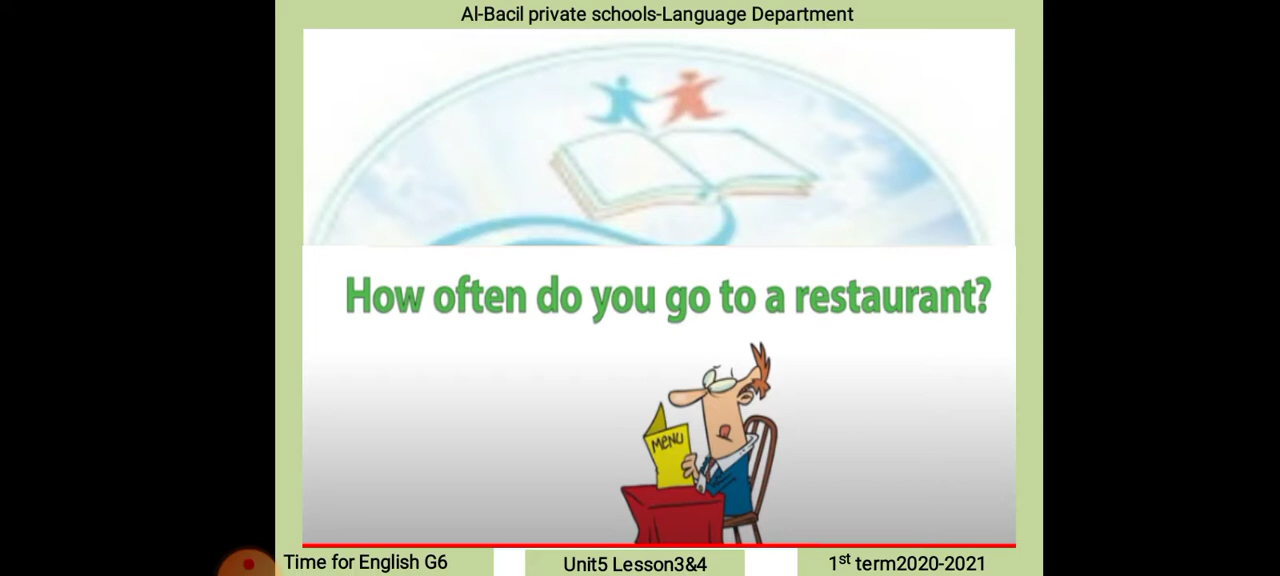 Al-Bacil private schools-Language Department
How often do you go to a restaurant?
MENU
Time for English G6
Unit5 Lesson3&4
1st term2020-2021